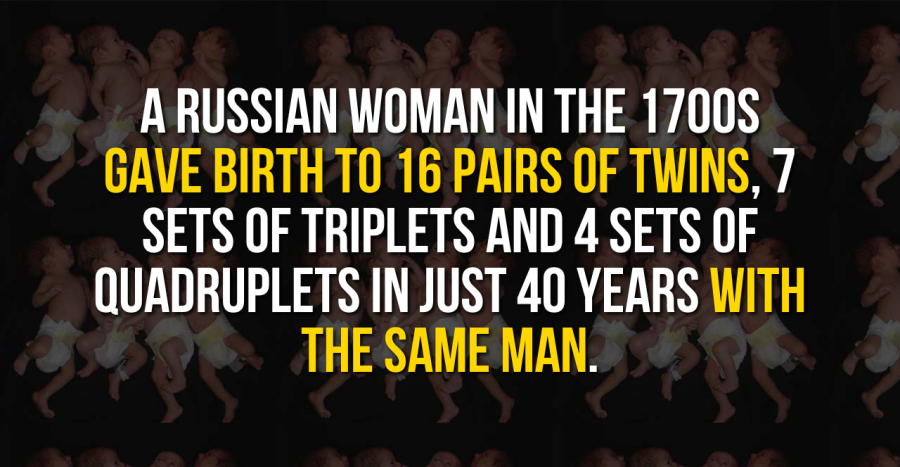 A RUSSIAN WOMAN IN THE 1700S
GAVE BIRTH TO 16 PAIRS OF TWINS, 7
SETS OF TRIPLETS AND 4 SETS OF
QUADRUPLETS IN JUST 40 YEARS WITH
THE SAME MAN.